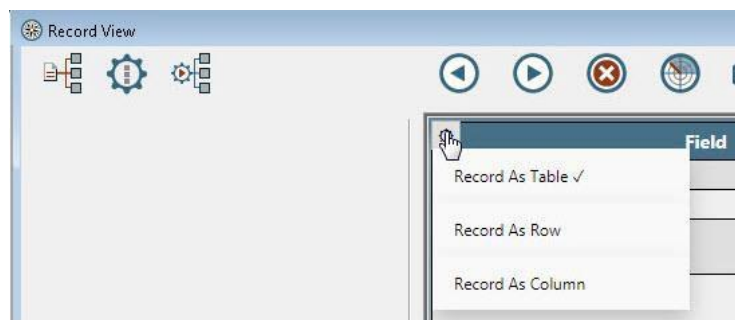 Record View
Field
Record As Table ✓
Record As Row
Record As Column